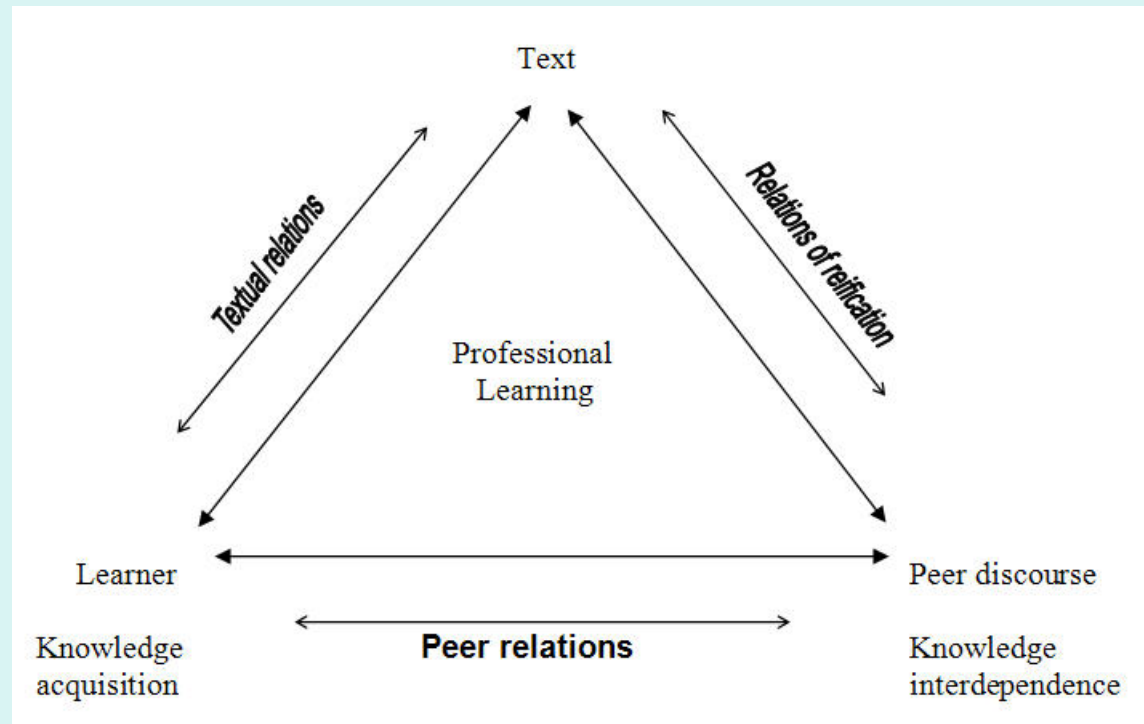 Text
Textual relations
Relations of reification
Professional
Learning
Learner
Peer discourse
Peer relations
Knowledge
acquisition
Knowledge
interdependence